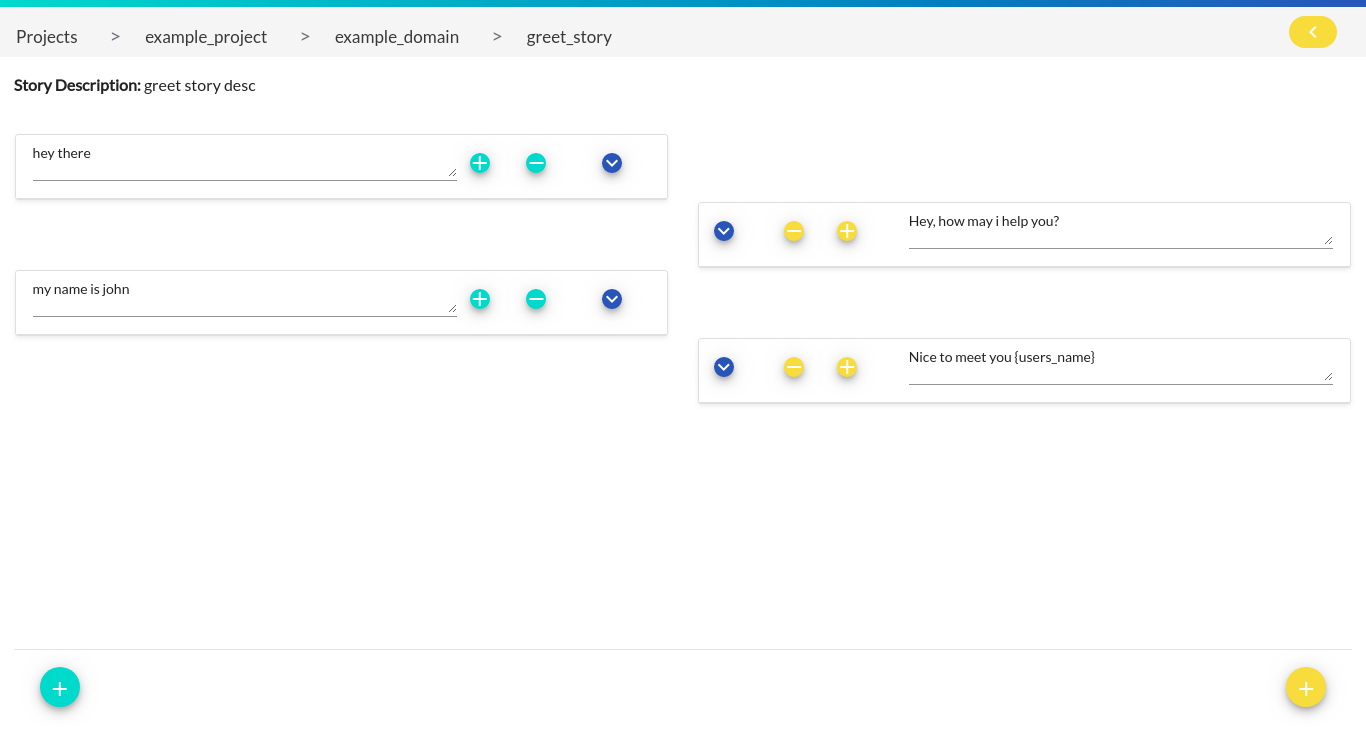 Projects > example_project > example_domain > greet_story
Story Description: greet story desc
hey there
Hey, how may i help you?
my name is john
Nice to meet you {users_name}